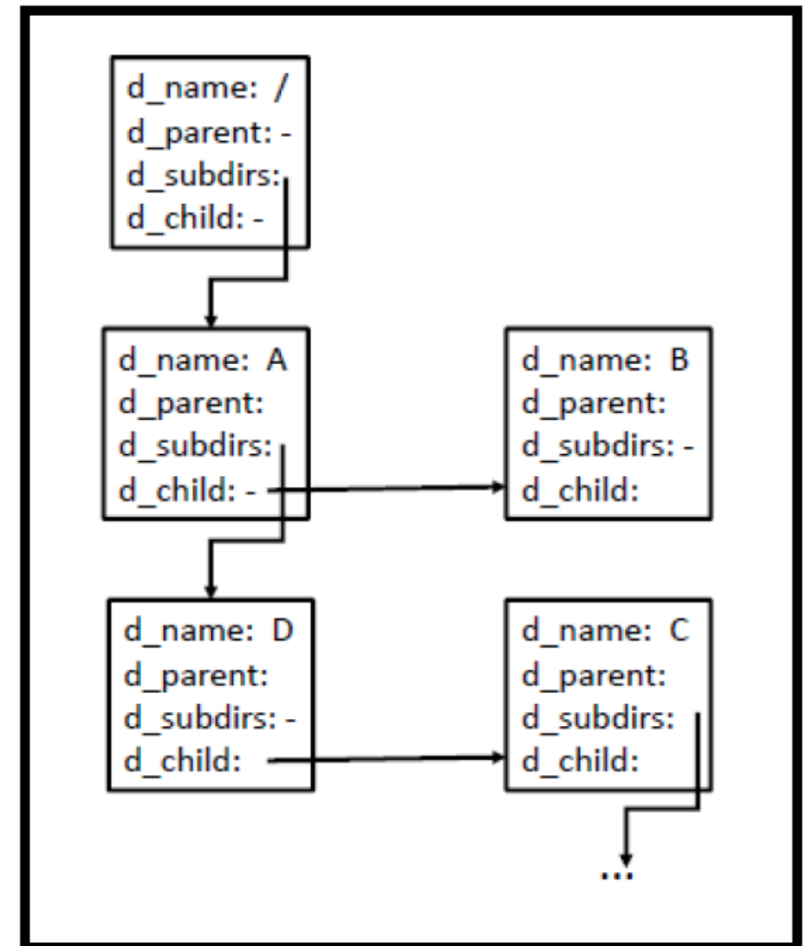 d_name: /
d_parent: -
d_subdirs:
d_child: -
d_name: A
d_parent:
d_subdirs:
d_child: -
d_name: B
d_parent:
d_subdirs: -
d_child:
d_name: D
d_parent:
d_subdirs: -
d_child:
d_name: C
d_parent:
d_subdirs:
d_child:
...